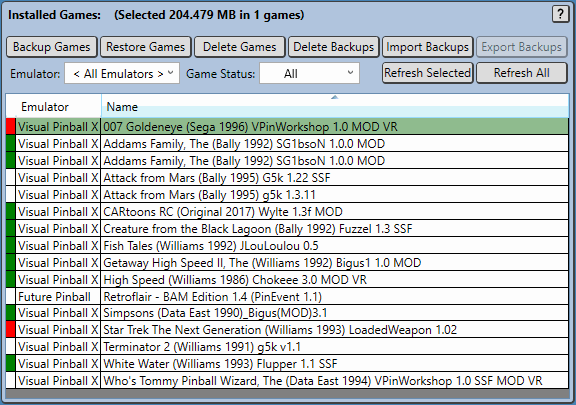 Installed Games: (Selected 204.479 MB in 1 games) ?
Backup Games Restore Games Delete Games Delete Backups Import Backups Export Backups
Emulator: < All Emulators > Game Status: All Refresh Selected Refresh All
Emulator Name
Visual Pinball X 007 Goldeneye (Sega 1996) VPinWorkshop 1.0 MOD VR
Visual Pinball X Addams Family, The (Bally 1992) SG1bsoN 1.0.0 MOD
Visual Pinball X Addams Family, The (Bally 1992) SG1bsoN 1.0.0 MOD
Visual Pinball X Attack from Mars (Bally 1995) G5k 1.22 SSF
Visual Pinball X Attack from Mars (Bally 1995) g5k 1.3.11
Visual Pinball X CARtoons RC (Original 2017) Wylte 1.3f MOD
Visual Pinball X Creature from the Black Lagoon (Bally 1992) Fuzzel 1.3 SSF
Visual Pinball X Fish Tales (Williams 1992) JLouLoulou 0.5
Visual Pinball X Getaway High Speed II, The (Williams 1992) Bigus1 1.0 MOD
Visual Pinball X High Speed (Williams 1986) Chokeee 3.0 MOD VR
Future Pinball Retroflair - BAM Edition 1.4 (PinEvent 1.1)
Visual Pinball X Simpsons (Data East 1990)_Bigus(MOD)3.1
Visual Pinball X Star Trek The Next Generation (Williams 1993) LoadedWeapon 1.02
Visual Pinball X Terminator 2 (Williams 1991) g5k v1.1
Visual Pinball X White Water (Williams 1993) Flupper 1.1 SSF
Visual Pinball X Who's Tommy Pinball Wizard, The (Data East 1994) VPinWorkshop 1.0 SSF MOD VR